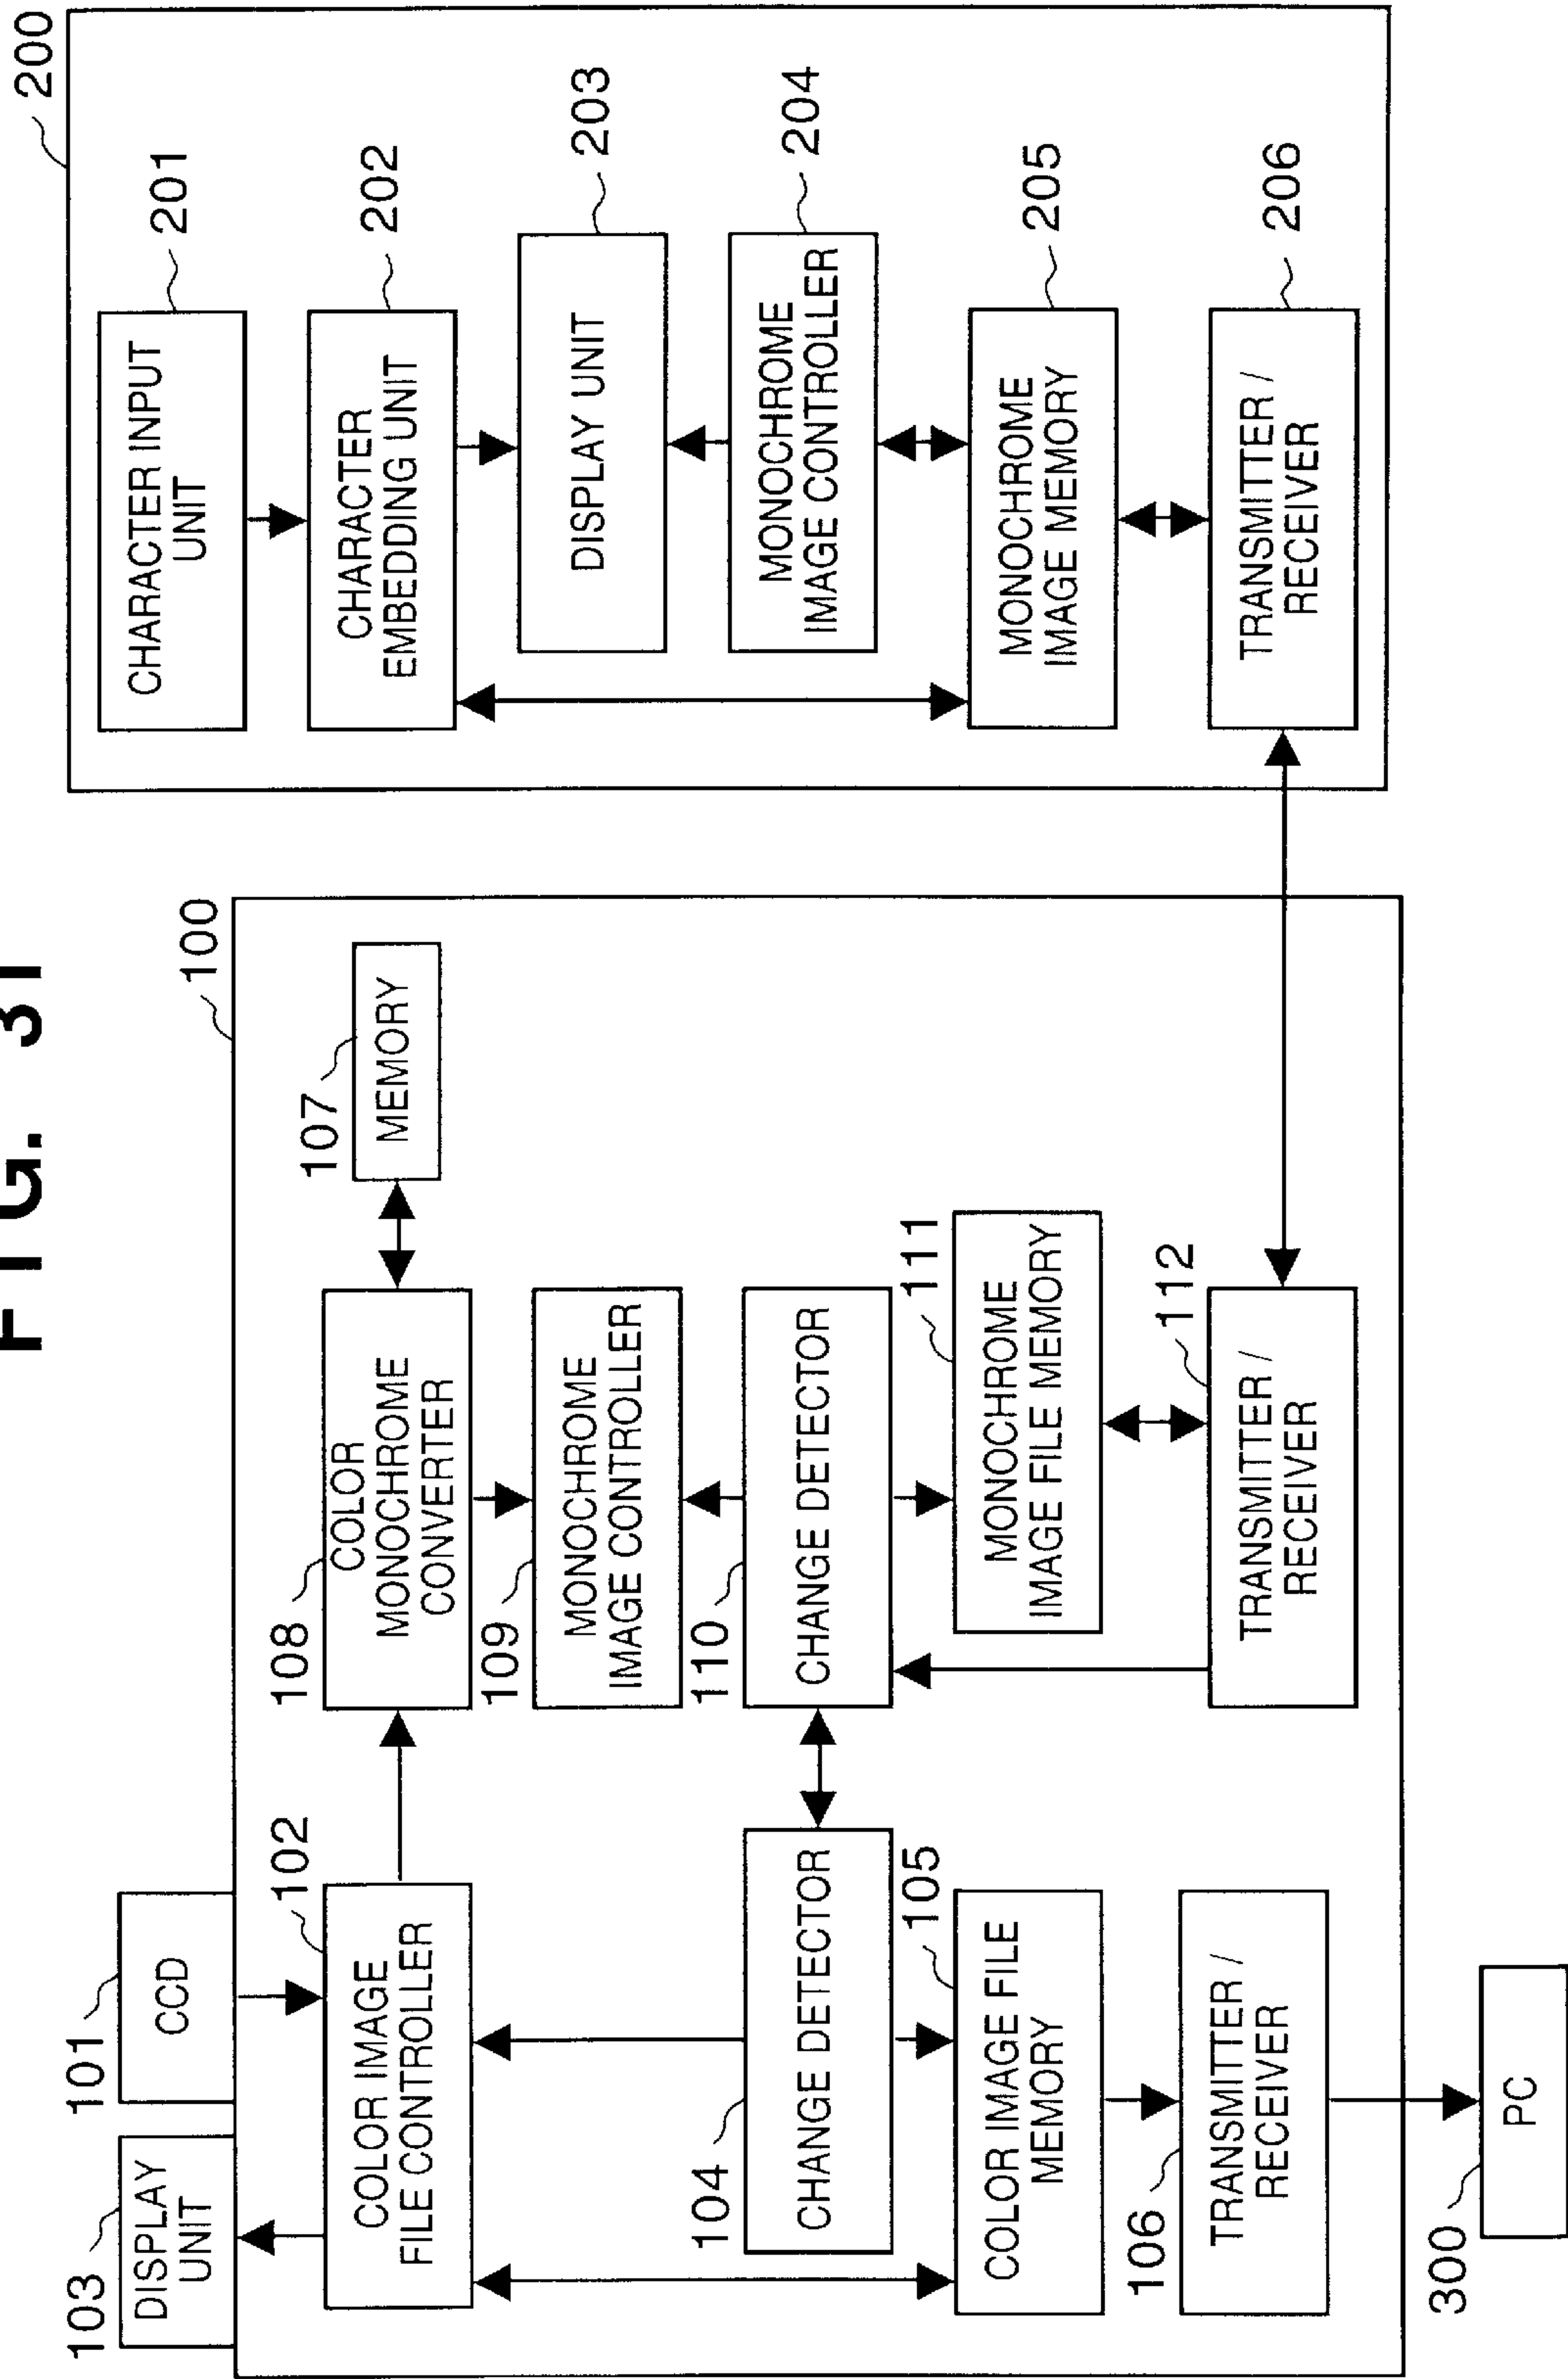 FIG. 31
103
DISPLAY
UNIT
101
CCD
102
COLOR IMAGE
FILE CONTROLLER
104
CHANGE DETECTOR
105
COLOR IMAGE FILE
MEMORY
106
TRANSMITTER /
RECEIVER
300
PC
100
107
MEMORY
108
COLOR
MONOCHROME
CONVERTER
109
MONOCHROME
IMAGE CONTROLLER
110
CHANGE DETECTOR
111
MONOCHROME
IMAGE FILE MEMORY
112
TRANSMITTER /
RECEIVER
200
CHARACTER INPUT
UNIT
201
CHARACTER
EMBEDDING UNIT
202
DISPLAY UNIT
203
MONOCHROME
IMAGE CONTROLLER
204
MONOCHROME
IMAGE MEMORY
205
TRANSMITTER /
RECEIVER
206